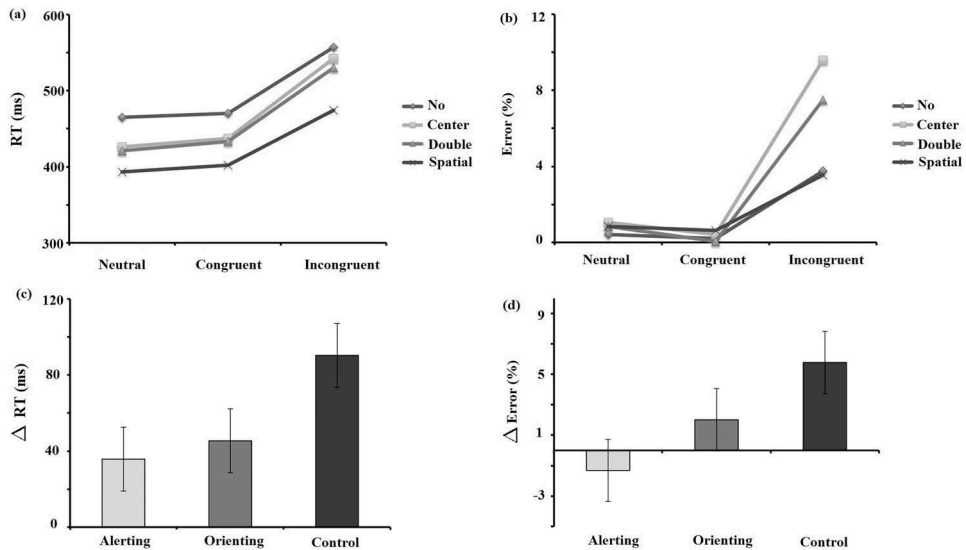 (a)
600
500
400
300
RT (ms)
Neutral Congruent Incongruent
No
Center
Double
Spatial
(b)
12
8
4
0
Error (%)
Neutral Congruent Incongruent
No
Center
Double
Spatial
(c)
120
80
40
0
△ RT (ms)
Alerting Orienting Control
(d)
9
5
1
-3
△ Error (%)
Alerting Orienting Control